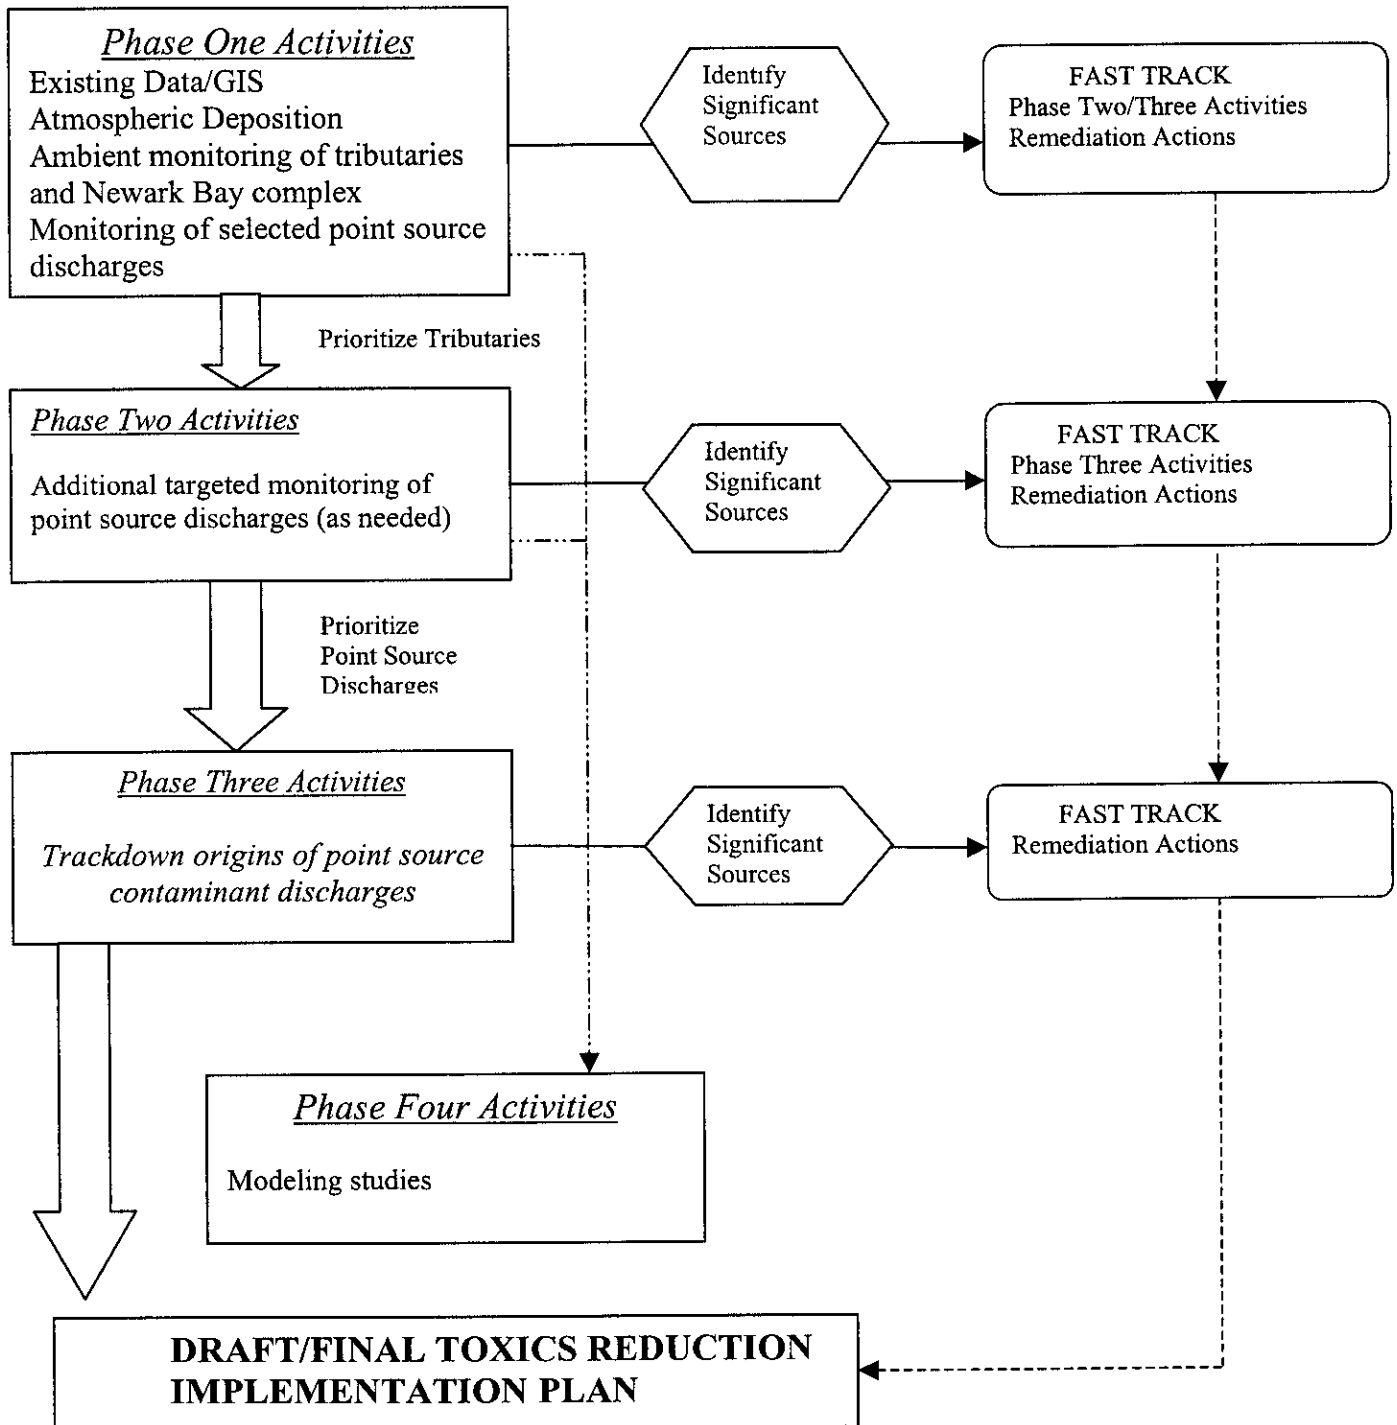 Phase One Activities
Existing Data/GIS
Atmospheric Deposition
Ambient monitoring of tributaries
and Newark Bay complex
Monitoring of selected point source
discharges
Identify
Significant
Sources
FAST TRACK
Phase Two/Three Activities
Remediation Actions
Prioritize Tributaries
Phase Two Activities
Additional targeted monitoring of
point source discharges (as needed)
Identify
Significant
Sources
FAST TRACK
Phase Three Activities
Remediation Actions
Prioritize
Point Source
Discharges
Phase Three Activities
Trackdown origins of point source
contaminant discharges
Identify
Significant
Sources
FAST TRACK
Remediation Actions
Phase Four Activities
Modeling studies
DRAFT/FINAL TOXICS REDUCTION
IMPLEMENTATION PLAN